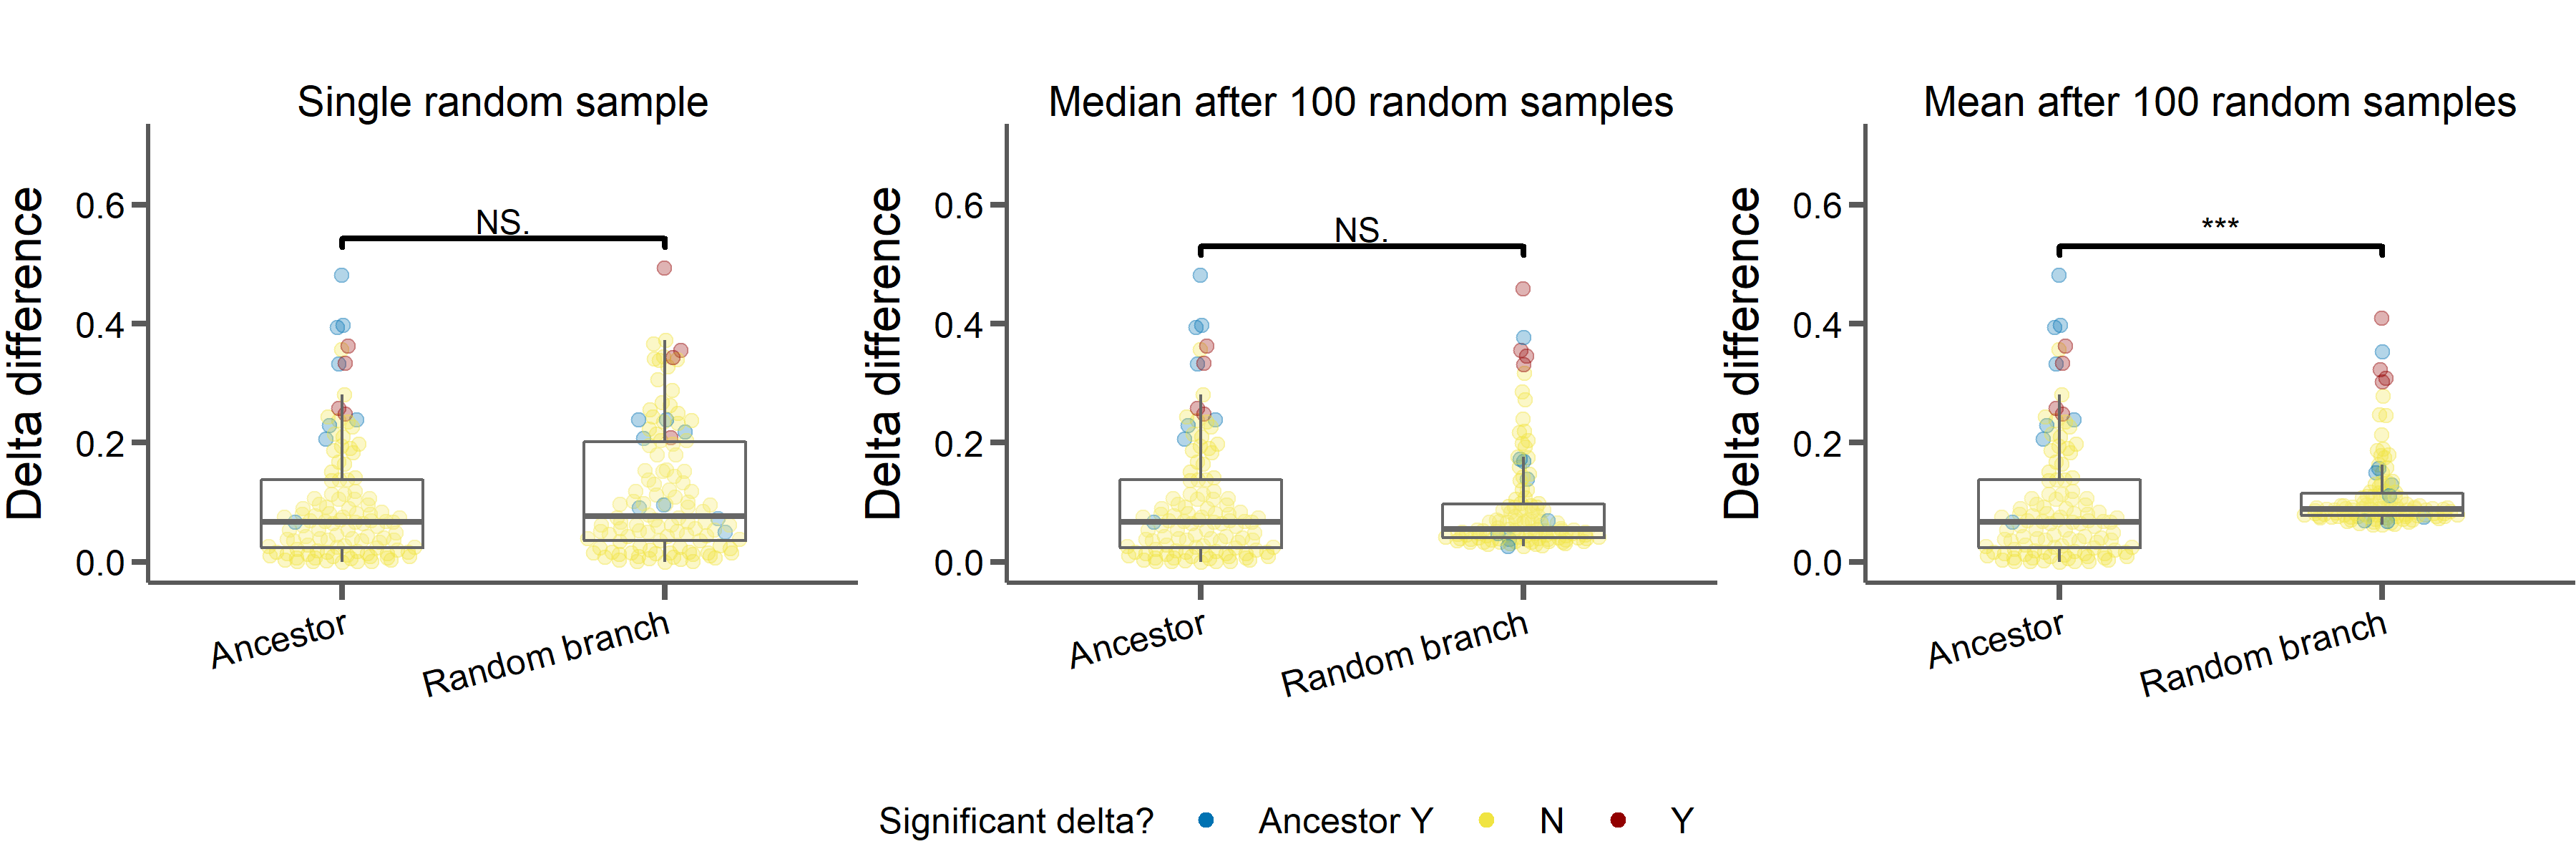 Single random sample
Delta difference
0.6
0.4
0.2
0.0
NS.
Ancestor
Random branch
Median after 100 random samples
Delta difference
0.6
0.4
0.2
0.0
NS.
Ancestor
Random branch
Mean after 100 random samples
Delta difference
0.6
0.4
0.2
0.0
***
Ancestor
Random branch
Significant delta? Ancestor Y N Y